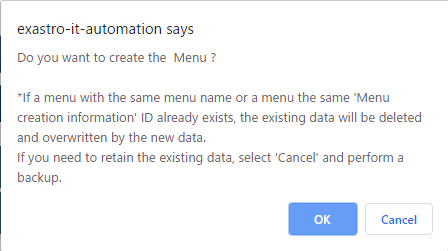 exastro-it-automation says
Do you want to create the  Menu ?
*If a menu with the same menu name or a menu the same 'Menu
creation information' ID already exists, the existing data will be deleted
and overwritten by the new data.
If you need to retain the existing data, select 'Cancel' and perform a
backup.
OK
Cancel